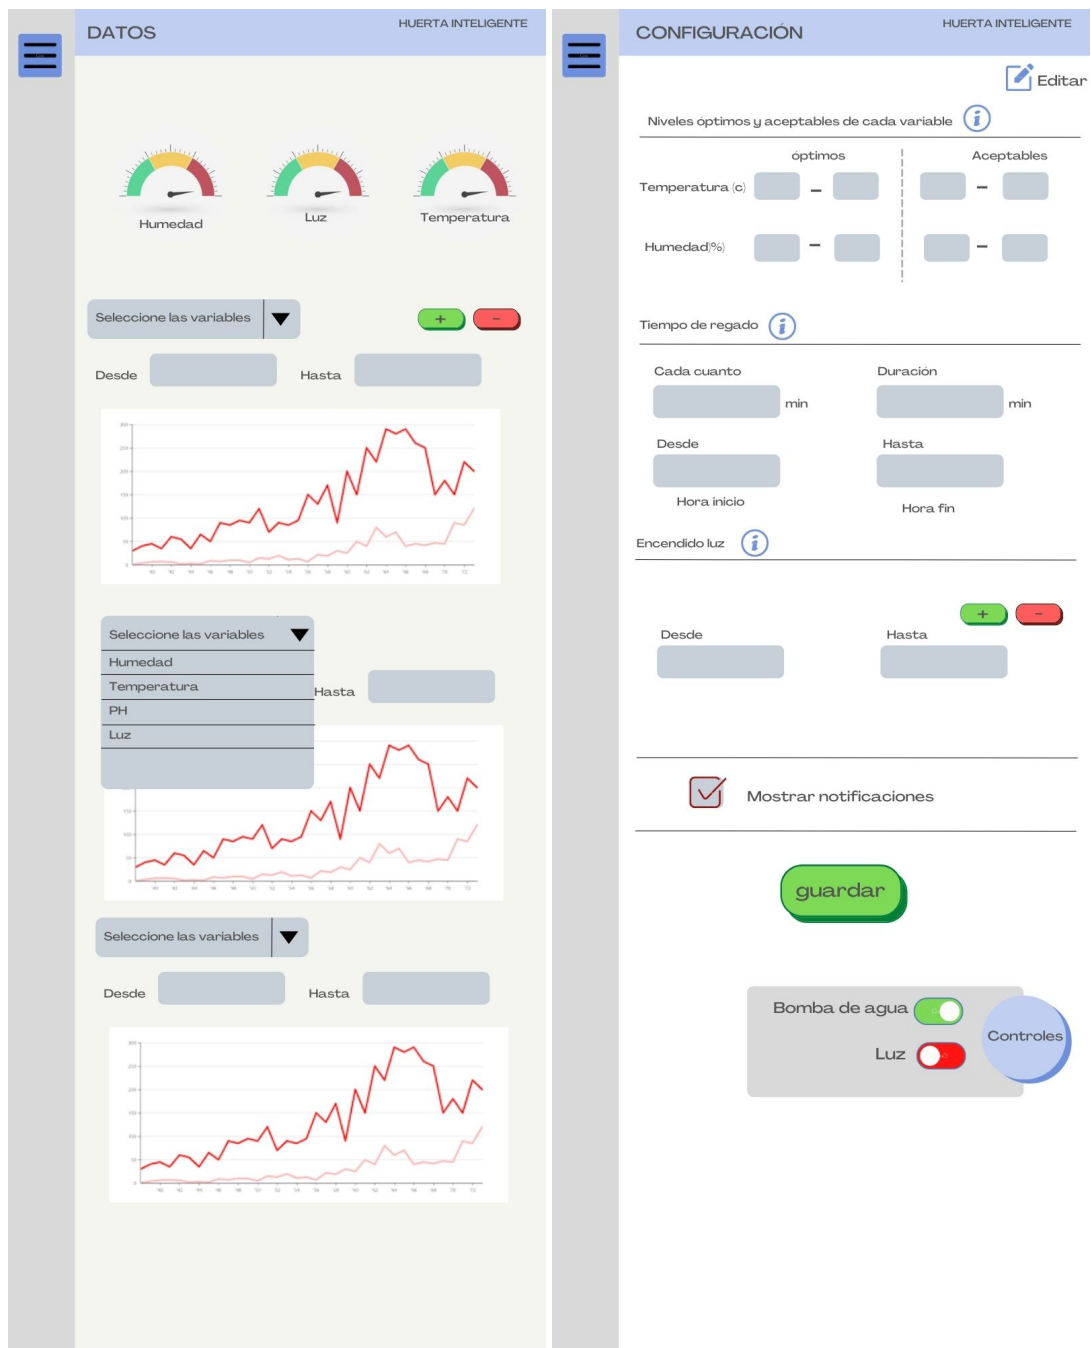 DATOS
HUERTA INTELIGENTE
Humedad
Luz
Temperatura
Seleccione las variables
+
-
Desde
Hasta
Seleccione las variables
Humedad
Temperatura
PH
Luz
Hasta
Seleccione las variables
Desde
Hasta
CONFIGURACIÓN
HUERTA INTELIGENTE
Editar
Niveles óptimos y aceptables de cada variable i
óptimos
Aceptables
Temperatura (c) - -
Humedad(%) - -
Tiempo de regado i
Cada cuanto
Duración
min
min
Desde
Hasta
Hora inicio
Hora fin
Encendido luz i
+
-
Desde
Hasta
Mostrar notificaciones
guardar
Bomba de agua
Luz
Controles